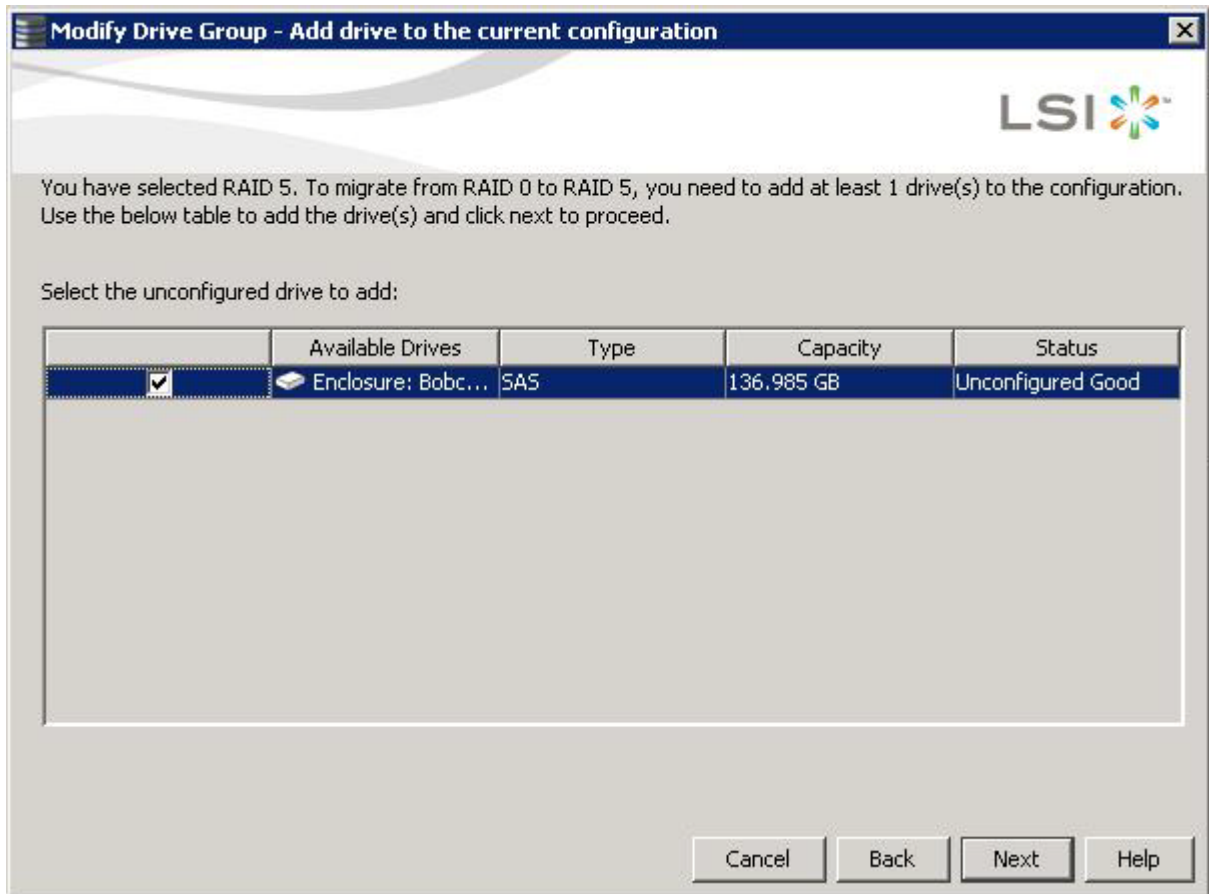 Modify Drive Group - Add drive to the current configuration
LSI
You have selected RAID 5. To migrate from RAID 0 to RAID 5, you need to add at least 1 drive(s) to the configuration.
Use the below table to add the drive(s) and click next to proceed.
Select the unconfigured drive to add:
Available Drives Type Capacity Status
Enclosure: Bobc... SAS 136.985 GB Unconfigured Good
Cancel Back Next Help